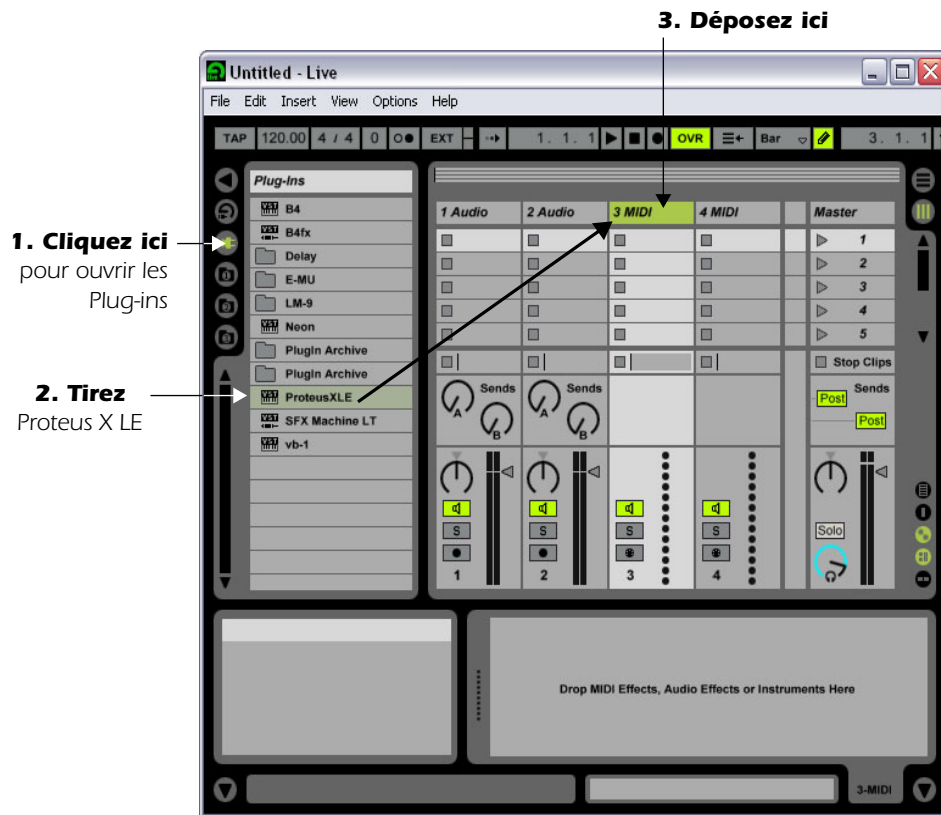 3. Déposez ici
Untitled - Live
File Edit Insert View Options Help
TAP 120.00 4 / 4 0 EXT 1. 1. 1 OVR Bar 3. 1. 1
Plug-Ins
B4
B4fx
Delay
E-MU
LM-9
Neon
PlugIn Archive
PlugIn Archive
ProteusXLE
SFX Machine LT
vb-1
1. Cliquez ici
pour ouvrir les
Plug-ins
2. Tirez
Proteus X LE
1 Audio 2 Audio 3 MIDI 4 MIDI Master
1
2
3
4
5
Stop Clips
Sends Sends Sends
A B A B Post Post
S S S S Solo
1 2 3 4
Drop MIDI Effects, Audio Effects or Instruments Here
3-MIDI